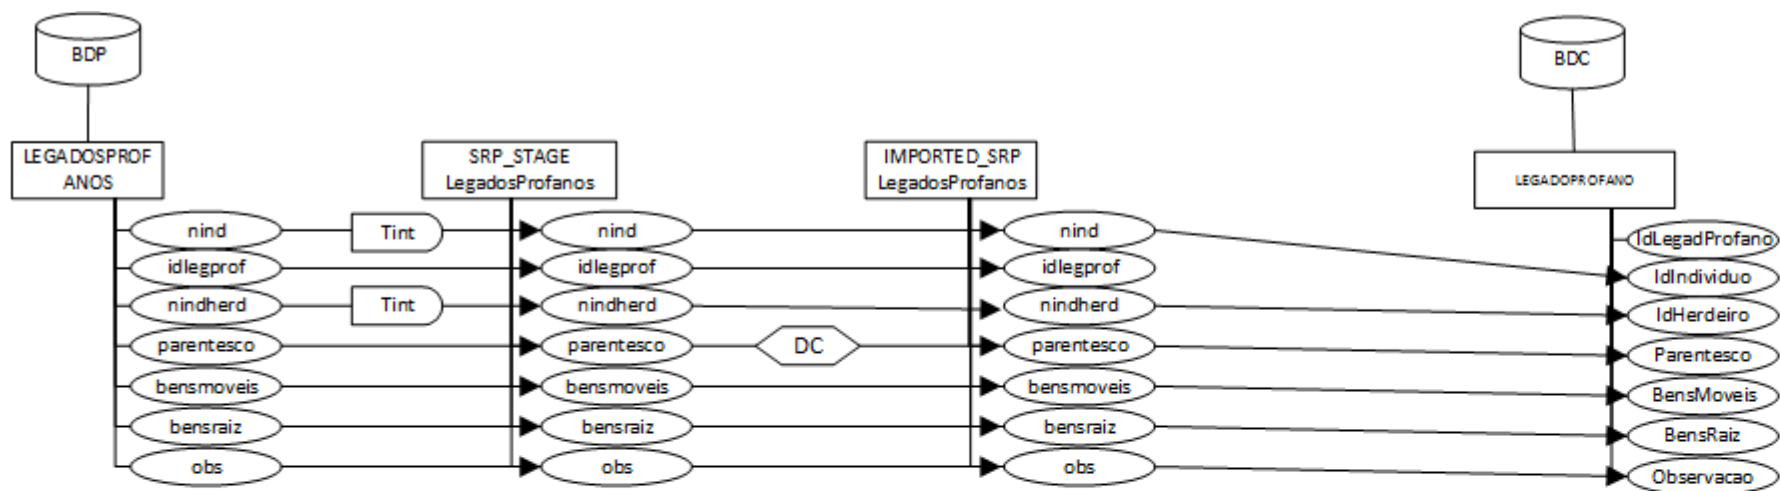 BDP
BDC
LEGADOSPROF
ANOS
SRP_STAGE
LegadosProfanos
IMPORTED_SRP
LegadosProfanos
LEGADOPROFANO
nind
Tint
nind
nind
IdLegadProfano
idlegprof
idlegprof
idlegprof
IdIndividuo
nindherd
Tint
nindherd
nindherd
IdHerdeiro
parentesco
parentesco
DC
parentesco
Parentesco
bensmoveis
bensmoveis
bensmoveis
BensMoveis
bensraiz
bensraiz
bensraiz
BensRaiz
obs
obs
obs
Observacao